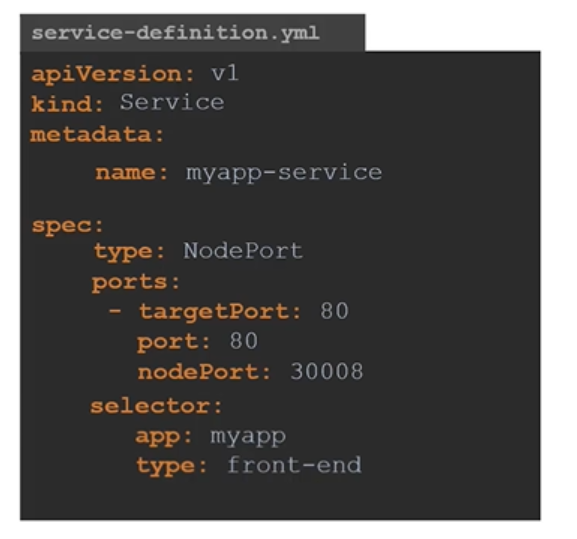 service-definition.yml
apiVersion: v1
kind: Service
metadata:
name: myapp-service
spec:
type: NodePort
ports:
- targetPort: 80
port: 80
nodePort: 30008
selector:
app: myapp
type: front-end